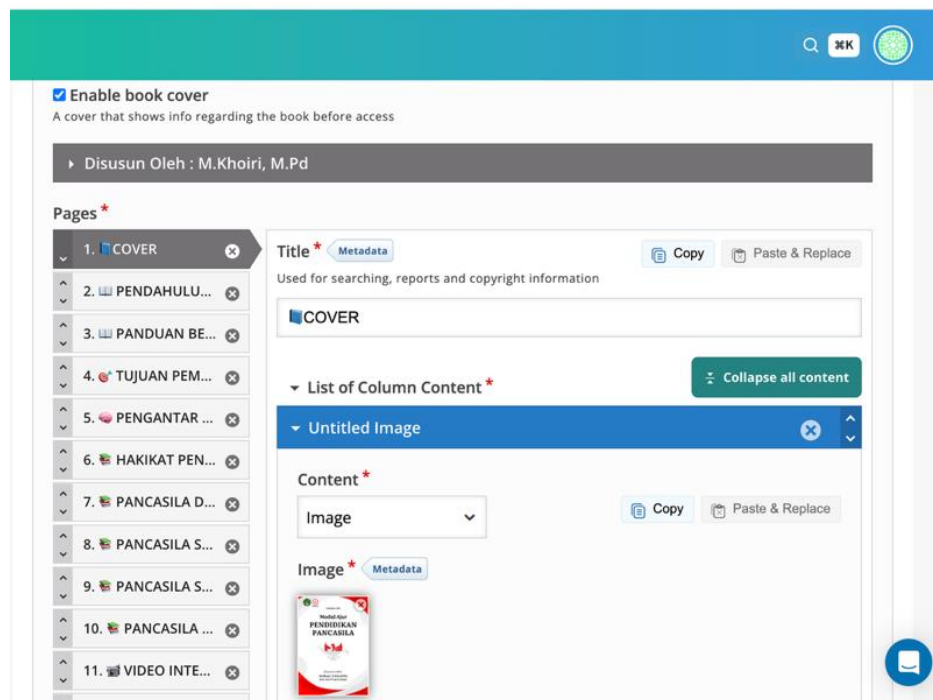 ⌘K
Enable book cover
A cover that shows info regarding the book before access
Disusun Oleh : M.Khoiri, M.Pd
Pages *
1. 📘COVER
2. 📖 PENDAHULU...
3. 📖 PANDUAN BE...
4. 🎯 TUJUAN PEM...
5. 🧠 PENGANTAR ...
6. 📚 HAKIKAT PEN...
7. 📚 PANCASILA D...
8. 📚 PANCASILA S...
9. 📚 PANCASILA S...
10. 📚 PANCASILA ...
11. 📹 VIDEO INTE...
Title * Metadata
Copy
Paste & Replace
Used for searching, reports and copyright information
📘COVER
List of Column Content *
Collapse all content
Untitled Image
Content *
Image
Copy
Paste & Replace
Image * Metadata
Modul Ajar
PENDIDIKAN
PANCASILA